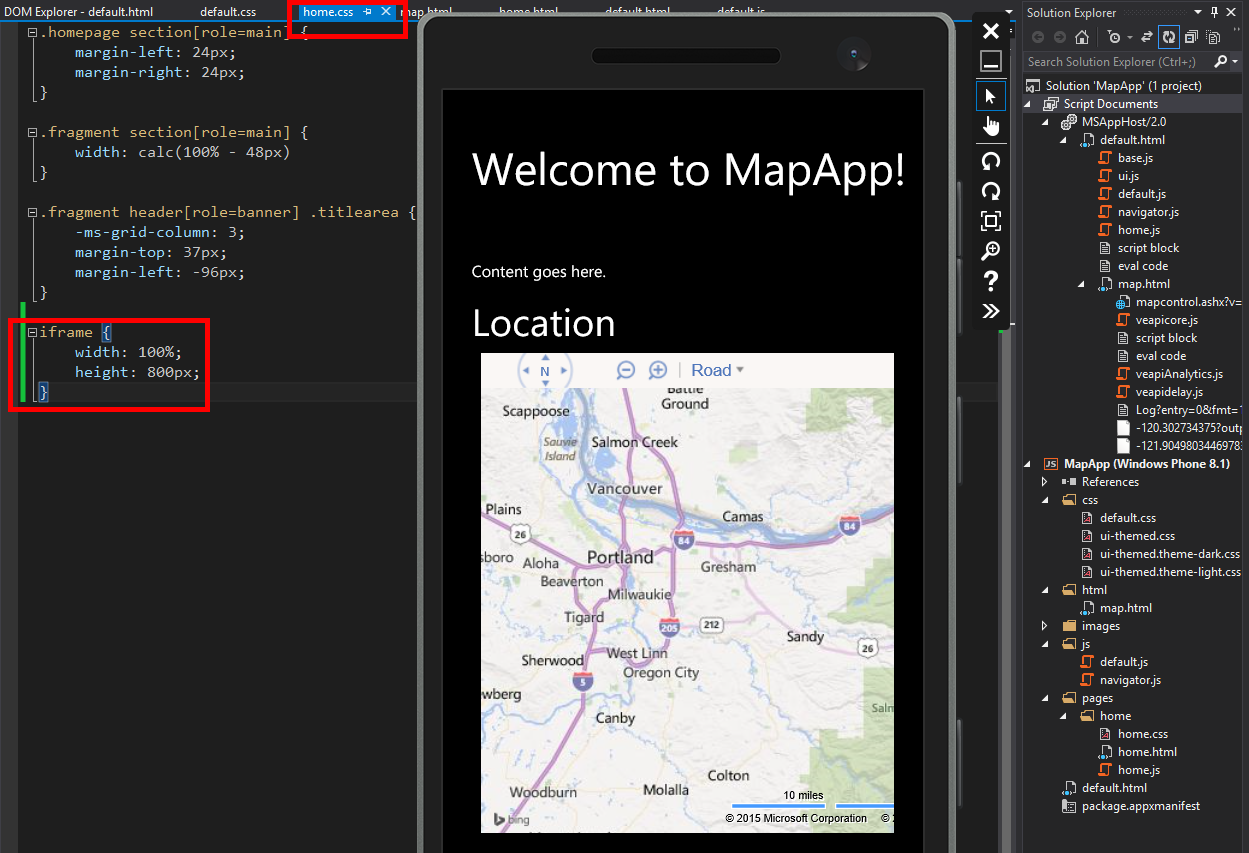 DOM Explorer - default.html default.css home.css map.html home.html default.html default.js
.homepage section[role=main] {
margin-left: 24px;
margin-right: 24px;
}
.fragment section[role=main] {
width: calc(100% - 48px)
}
.fragment header[role=banner] .titlearea {
-ms-grid-column: 3;
margin-top: 37px;
margin-left: -96px;
}
iframe {
width: 100%;
height: 800px;
}
Welcome to MapApp!
Content goes here.
Location
N
Road
Battle
Ground
Scappoose
Sauvie
Island
Salmon Creek
Vancouver
Plains
Camas
26
84
84
sboro
Aloha
Portland
Gresham
Beaverton
Milwaukie
Tigard
205
212
Sandy
26
Sherwood
West Linn
Oregon City
5
wberg
Salm
Canby
Colton
Woodburn
Molalla
10 miles
bing
© 2015 Microsoft Corporation ©
?
Solution Explorer
Search Solution Explorer (Ctrl+;)
Solution 'MapApp' (1 project)
Script Documents
MSAppHost/2.0
default.html
base.js
ui.js
default.js
navigator.js
home.js
script block
eval code
map.html
mapcontrol.ashx?v=
veapicore.js
script block
eval code
veapiAnalytics.js
veapidelay.js
Log?entry=0&fmt=
-120.302734375?outp
-121.9049803446978
JS MapApp (Windows Phone 8.1)
References
css
default.css
ui-themed.css
ui-themed.theme-dark.css
ui-themed.theme-light.css
html
map.html
images
js
default.js
navigator.js
pages
home
home.css
home.html
home.js
default.html
package.appxmanifest